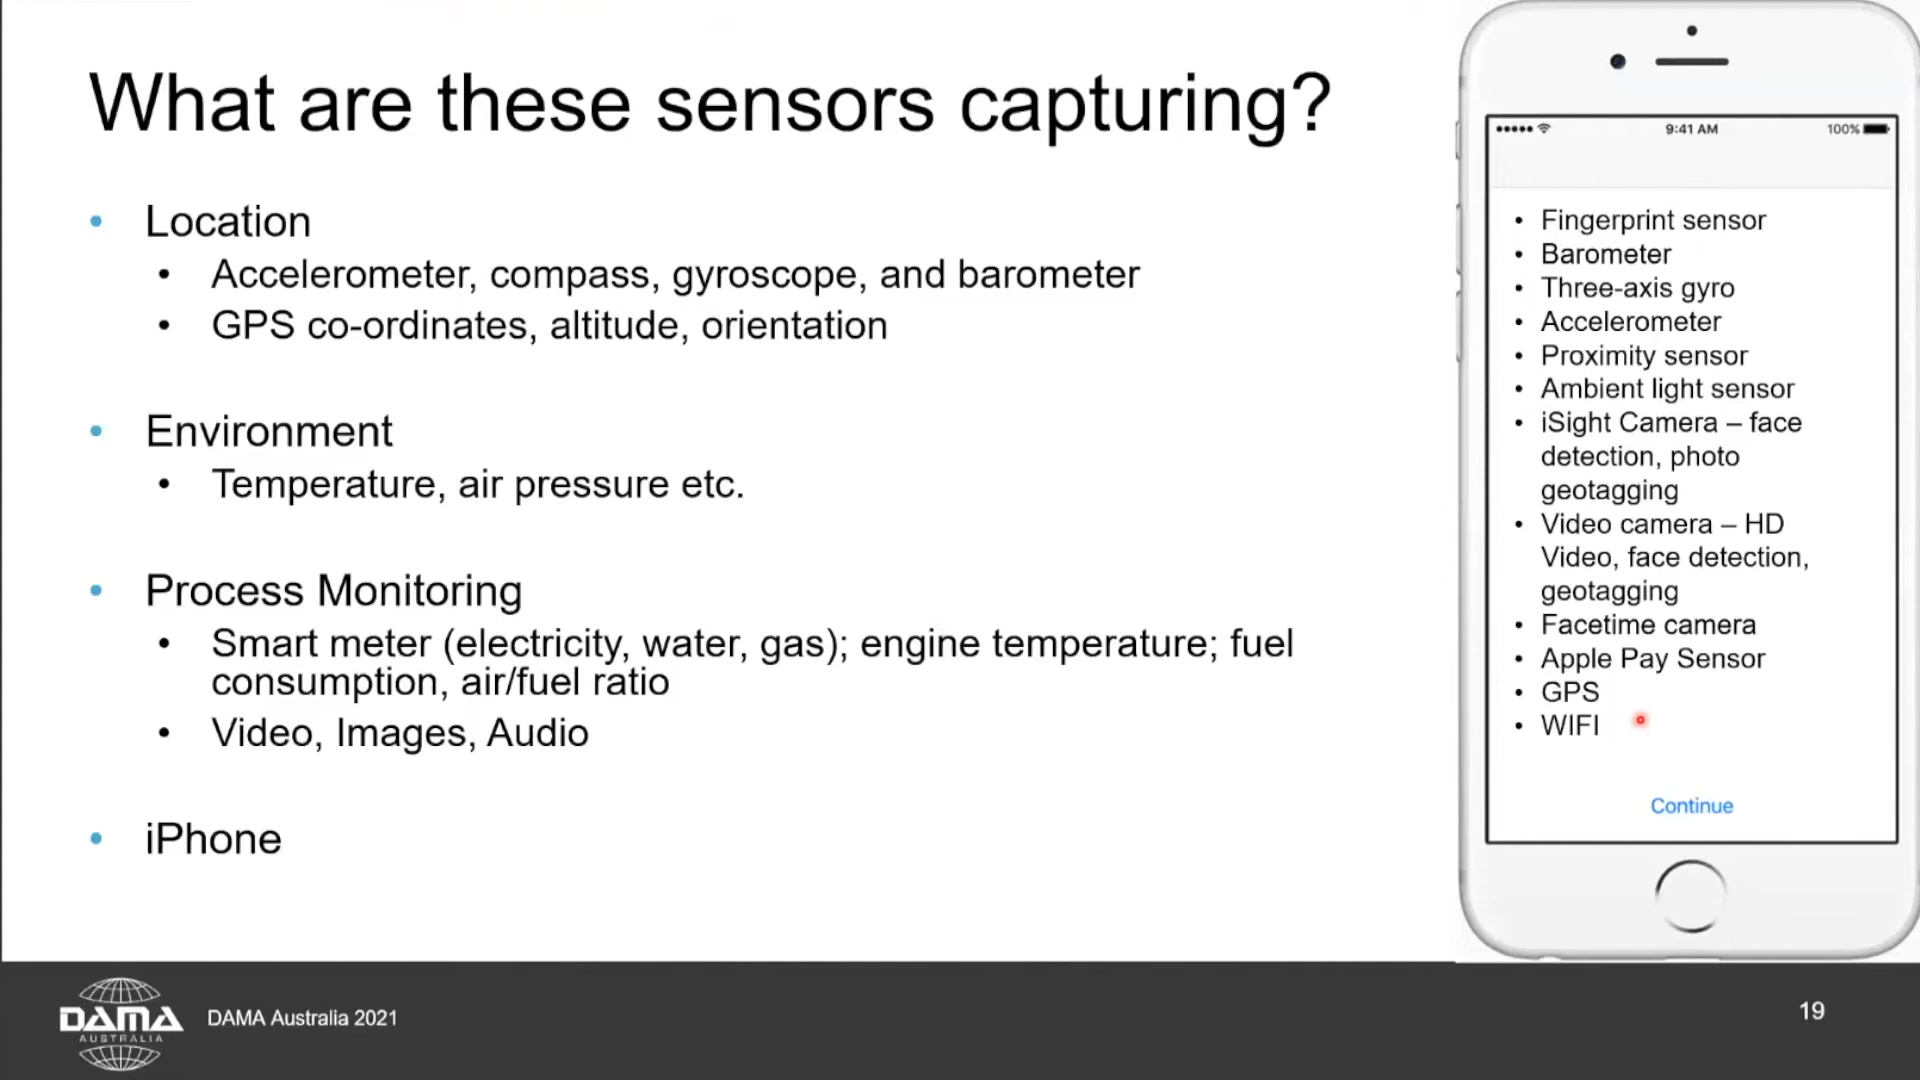 What are these sensors capturing?
• Location
• Accelerometer, compass, gyroscope, and barometer
• GPS co-ordinates, altitude, orientation
• Environment
• Temperature, air pressure etc.
• Process Monitoring
• Smart meter (electricity, water, gas); engine temperature; fuel
consumption, air/fuel ratio
• Video, Images, Audio
• iPhone
9:41 AM
100%
• Fingerprint sensor
• Barometer
• Three-axis gyro
• Accelerometer
• Proximity sensor
• Ambient light sensor
• iSight Camera – face
detection, photo
geotagging
• Video camera – HD
Video, face detection,
geotagging
• Facetime camera
• Apple Pay Sensor
• GPS
• WIFI
Continue
DAMA
AUSTRALIA
DAMA Australia 2021
19